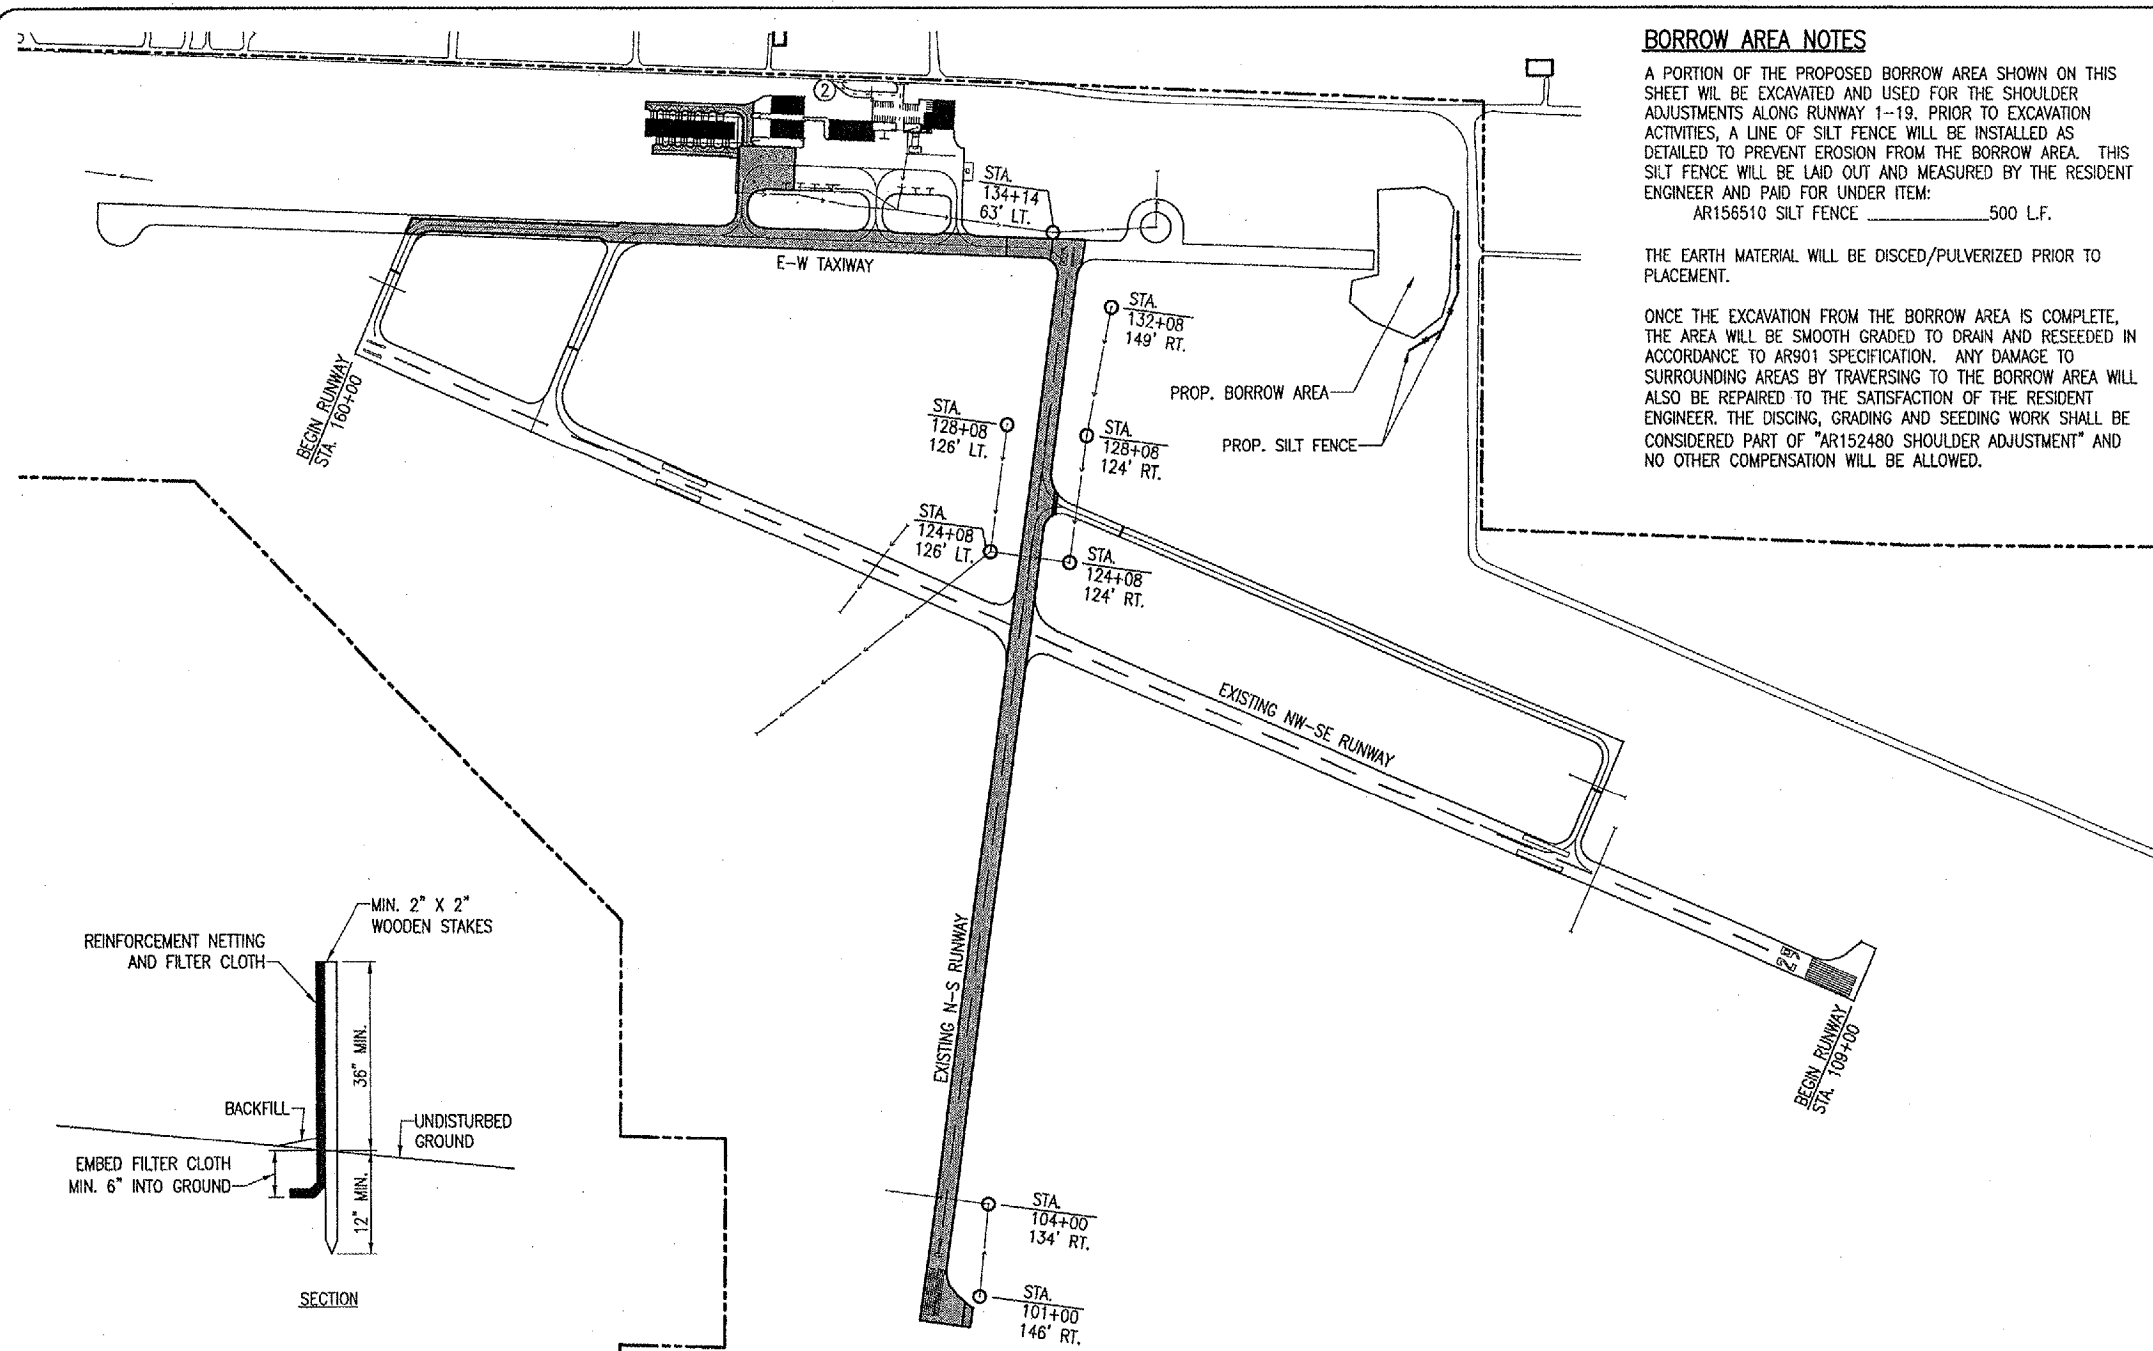 BORROW AREA NOTES
A PORTION OF THE PROPOSED BORROW AREA SHOWN ON THIS
SHEET WIL BE EXCAVATED AND USED FOR THE SHOULDER
ADJUSTMENTS ALONG RUNWAY 1-19. PRIOR TO EXCAVATION
ACTIVITIES, A LINE OF SILT FENCE WILL BE INSTALLED AS
DETAILED TO PREVENT EROSION FROM THE BORROW AREA. THIS
SILT FENCE WILL BE LAID OUT AND MEASURED BY THE RESIDENT
ENGINEER AND PAID FOR UNDER ITEM:
AR156510 SILT FENCE ____________500 L.F.
THE EARTH MATERIAL WILL BE DISCED/PULVERIZED PRIOR TO
PLACEMENT.
ONCE THE EXCAVATION FROM THE BORROW AREA IS COMPLETE,
THE AREA WILL BE SMOOTH GRADED TO DRAIN AND RESEEDED IN
ACCORDANCE TO AR901 SPECIFICATION. ANY DAMAGE TO
SURROUNDING AREAS BY TRAVERSING TO THE BORROW AREA WILL
ALSO BE REPAIRED TO THE SATISFACTION OF THE RESIDENT
ENGINEER. THE DISCING, GRADING AND SEEDING WORK SHALL BE
CONSIDERED PART OF "AR152480 SHOULDER ADJUSTMENT" AND
NO OTHER COMPENSATION WILL BE ALLOWED.
2
STA.
134+14
63' LT.
E-W TAXIWAY
STA.
132+08
149' RT.
PROP. BORROW AREA
PROP. SILT FENCE
BEGIN RUNWAY
STA. 160+00
STA.
128+08
126' LT.
STA.
128+08
124' RT.
STA.
124+08
126' LT.
STA.
124+08
124' RT.
EXISTING NW-SE RUNWAY
EXISTING N-S RUNWAY
29
BEGIN RUNWAY
STA. 109+00
MIN. 2" X 2"
WOODEN STAKES
REINFORCEMENT NETTING
AND FILTER CLOTH
36" MIN.
BACKFILL
UNDISTURBED
GROUND
EMBED FILTER CLOTH
MIN. 6" INTO GROUND
12" MIN.
SECTION
STA.
104+00
134' RT.
STA.
101+00
146' RT.